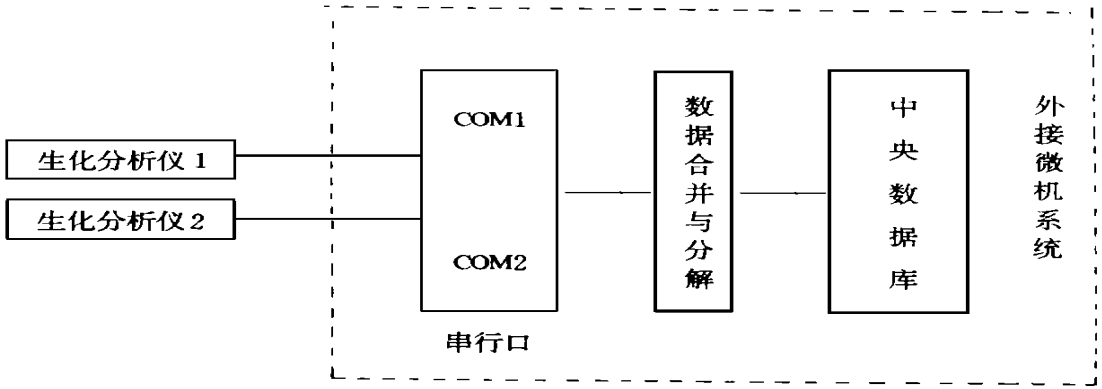 生化分析仪 1
生化分析仪 2
COM1
COM2
串行口
数据合并与分解
中央数据库
外接微机系统